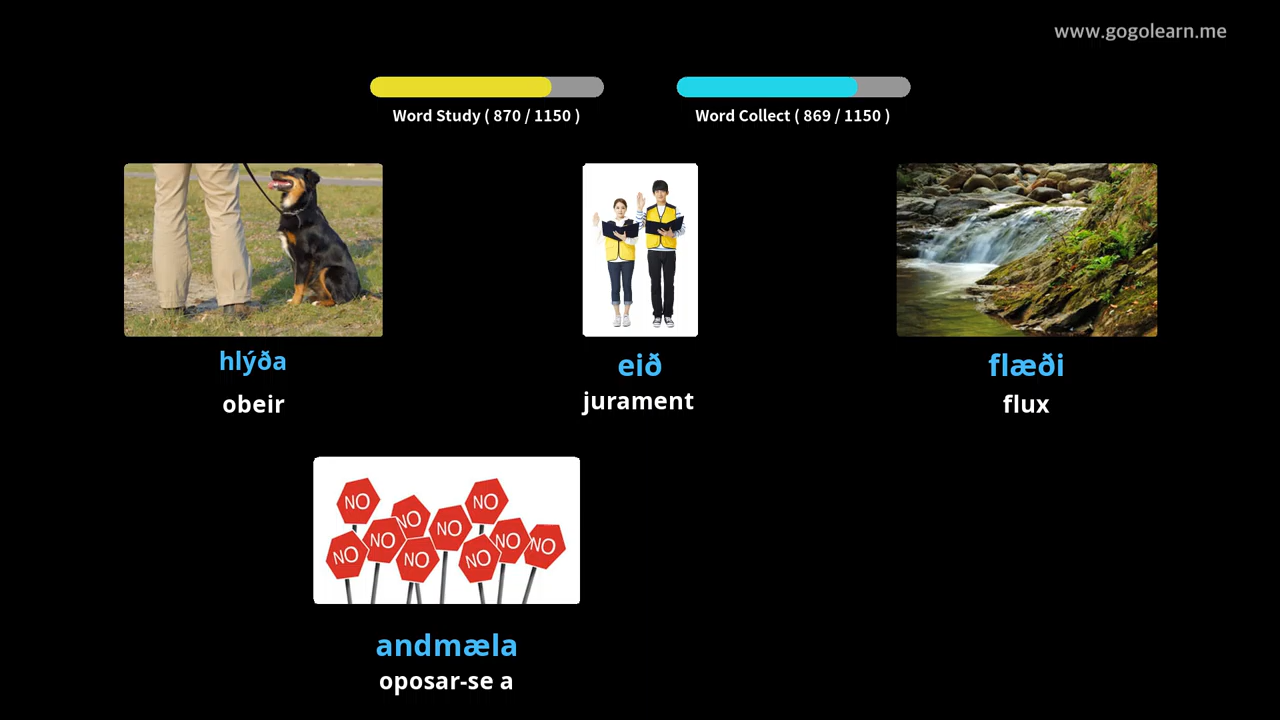 www.gogolearn.me
Word Study ( 870 / 1150 )
Word Collect ( 869 / 1150 )
hlýða
obeir
eið
jurament
flæði
flux
NO
NO
NO
NO
NO
NO
NO
NO
NO
NO
andmæla
oposar-se a